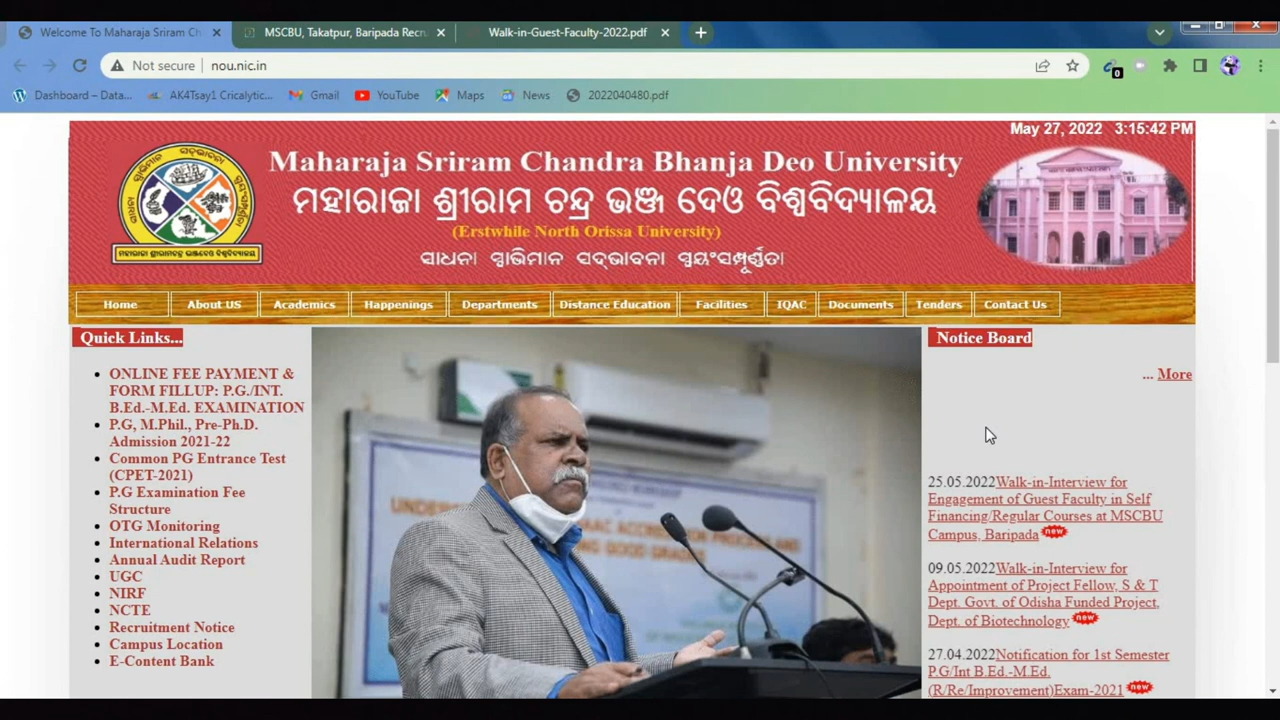 Welcome To Maharaja Sriram Ch
MSCBU, Takatpur, Baripada Recru
Walk-in-Guest-Faculty-2022.pdf
Not secure
nou.nic.in
0
Dashboard – Data...
AK4Tsay1 Cricalytic...
Gmail
YouTube
Maps
News
2022040480.pdf
May 27, 2022 3:15:42 PM
Maharaja Sriram Chandra Bhanja Deo University
ମହାରାଜା ଶ୍ରୀରାମ ଚନ୍ଦ୍ର ଭଞ୍ଜ ଦେଓ ବିଶ୍ୱବିଦ୍ୟାଳୟ
(Erstwhile North Orissa University)
ସାଧନା ସ୍ୱାଭିମାନ ସଦ୍‌ଭାବନା ସ୍ୱୟଂସମ୍ପୂର୍ଣ୍ଣତା
Home
About US
Academics
Happenings
Departments
Distance Education
Facilities
IQAC
Documents
Tenders
Contact Us
Quick Links...
ONLINE FEE PAYMENT &
FORM FILLUP: P.G./INT.
B.Ed.-M.Ed. EXAMINATION
P.G, M.Phil., Pre-Ph.D.
Admission 2021-22
Common PG Entrance Test
(CPET-2021)
P.G Examination Fee
Structure
OTG Monitoring
International Relations
Annual Audit Report
UGC
NIRF
NCTE
Recruitment Notice
Campus Location
E-Content Bank
Notice Board
... More
25.05.2022Walk-in-Interview for
Engagement of Guest Faculty in Self
Financing/Regular Courses at MSCBU
Campus, Baripada new
09.05.2022Walk-in-Interview for
Appointment of Project Fellow, S & T
Dept. Govt. of Odisha Funded Project,
Dept. of Biotechnology new
27.04.2022Notification for 1st Semester
P.G/Int B.Ed.-M.Ed.
(R/Re/Improvement)Exam-2021 new